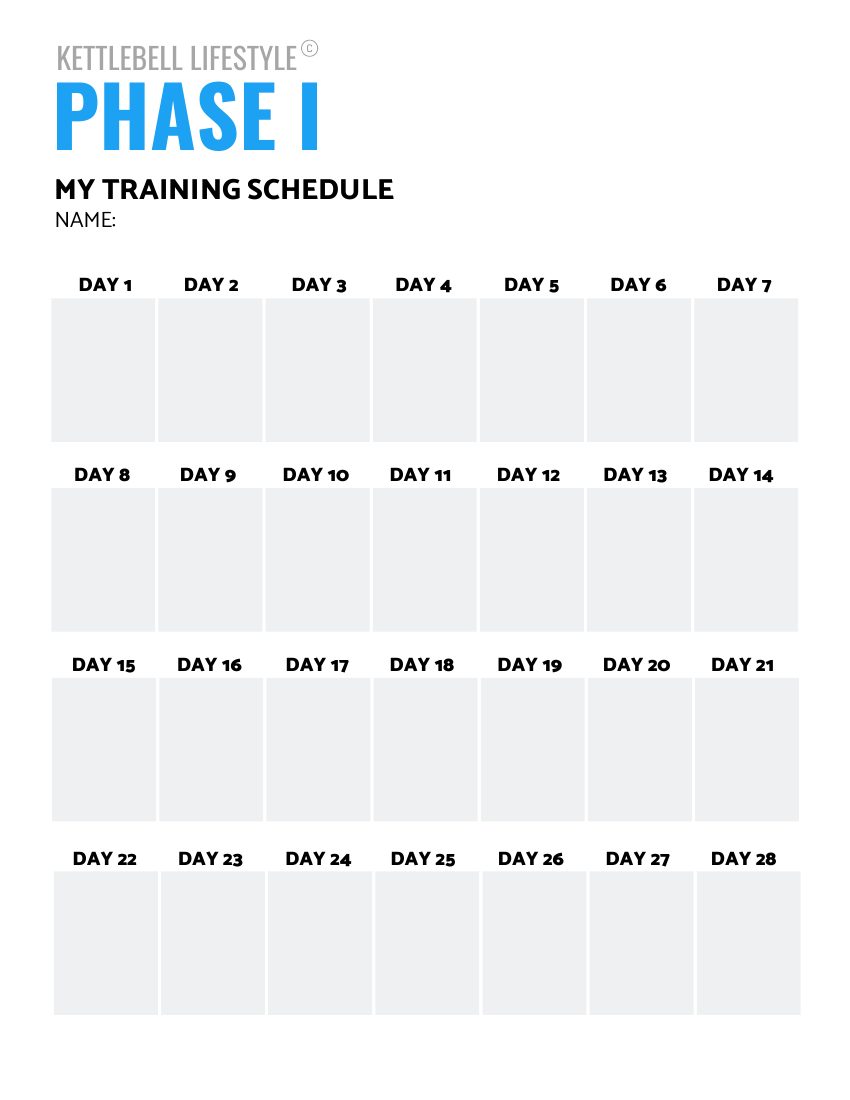 KETTLEBELL LIFESTYLE©
PHASE I
MY TRAINING SCHEDULE
NAME:
DAY 1 DAY 2 DAY 3 DAY 4 DAY 5 DAY 6 DAY 7
DAY 8 DAY 9 DAY 10 DAY 11 DAY 12 DAY 13 DAY 14
DAY 15 DAY 16 DAY 17 DAY 18 DAY 19 DAY 20 DAY 21
DAY 22 DAY 23 DAY 24 DAY 25 DAY 26 DAY 27 DAY 28